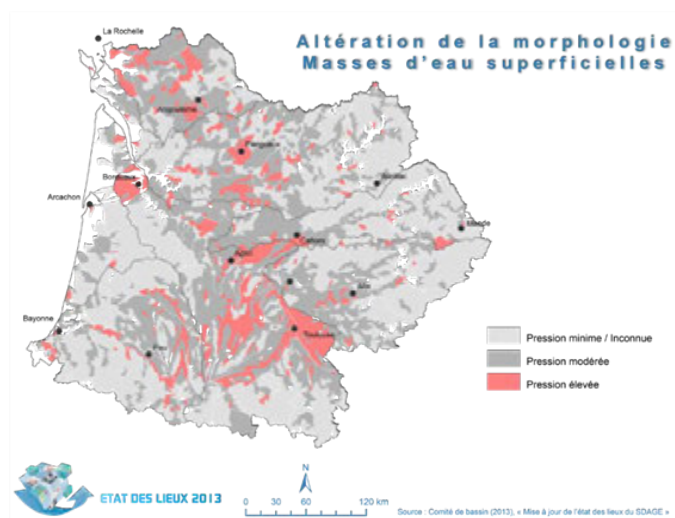 Altération de la morphologie
Masses d'eau superficielles
La Rochelle
Angoulême
Périgueux
Bordeaux
Arcachon
Aurillac
Mende
Cahors
Agen
Albi
Bayonne
Toulouse
Pau
Pression minime / Inconnue
Pression modérée
Pression élevée
ETAT DES LIEUX 2013
N
0 30 60 120 km
Source : Comité de bassin (2013), « Mise à jour de l'état des lieux du SDAGE »